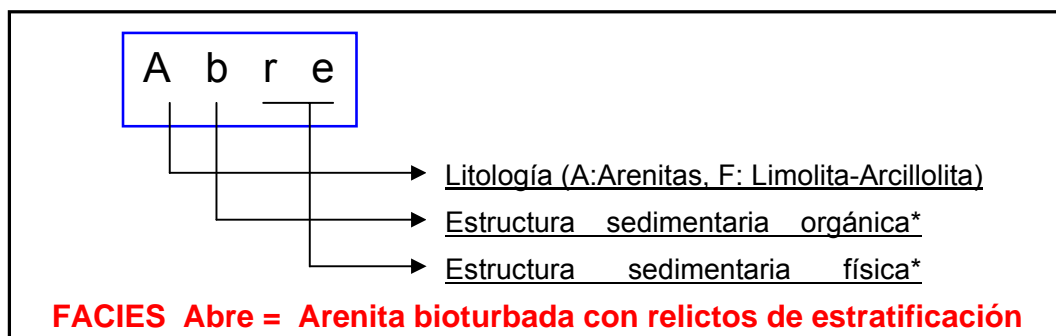 A b r e
Litología (A:Arenitas, F: Limolita-Arcillolita)
Estructura sedimentaria orgánica*
Estructura sedimentaria física*
FACIES Abre = Arenita bioturbada con relictos de estratificación